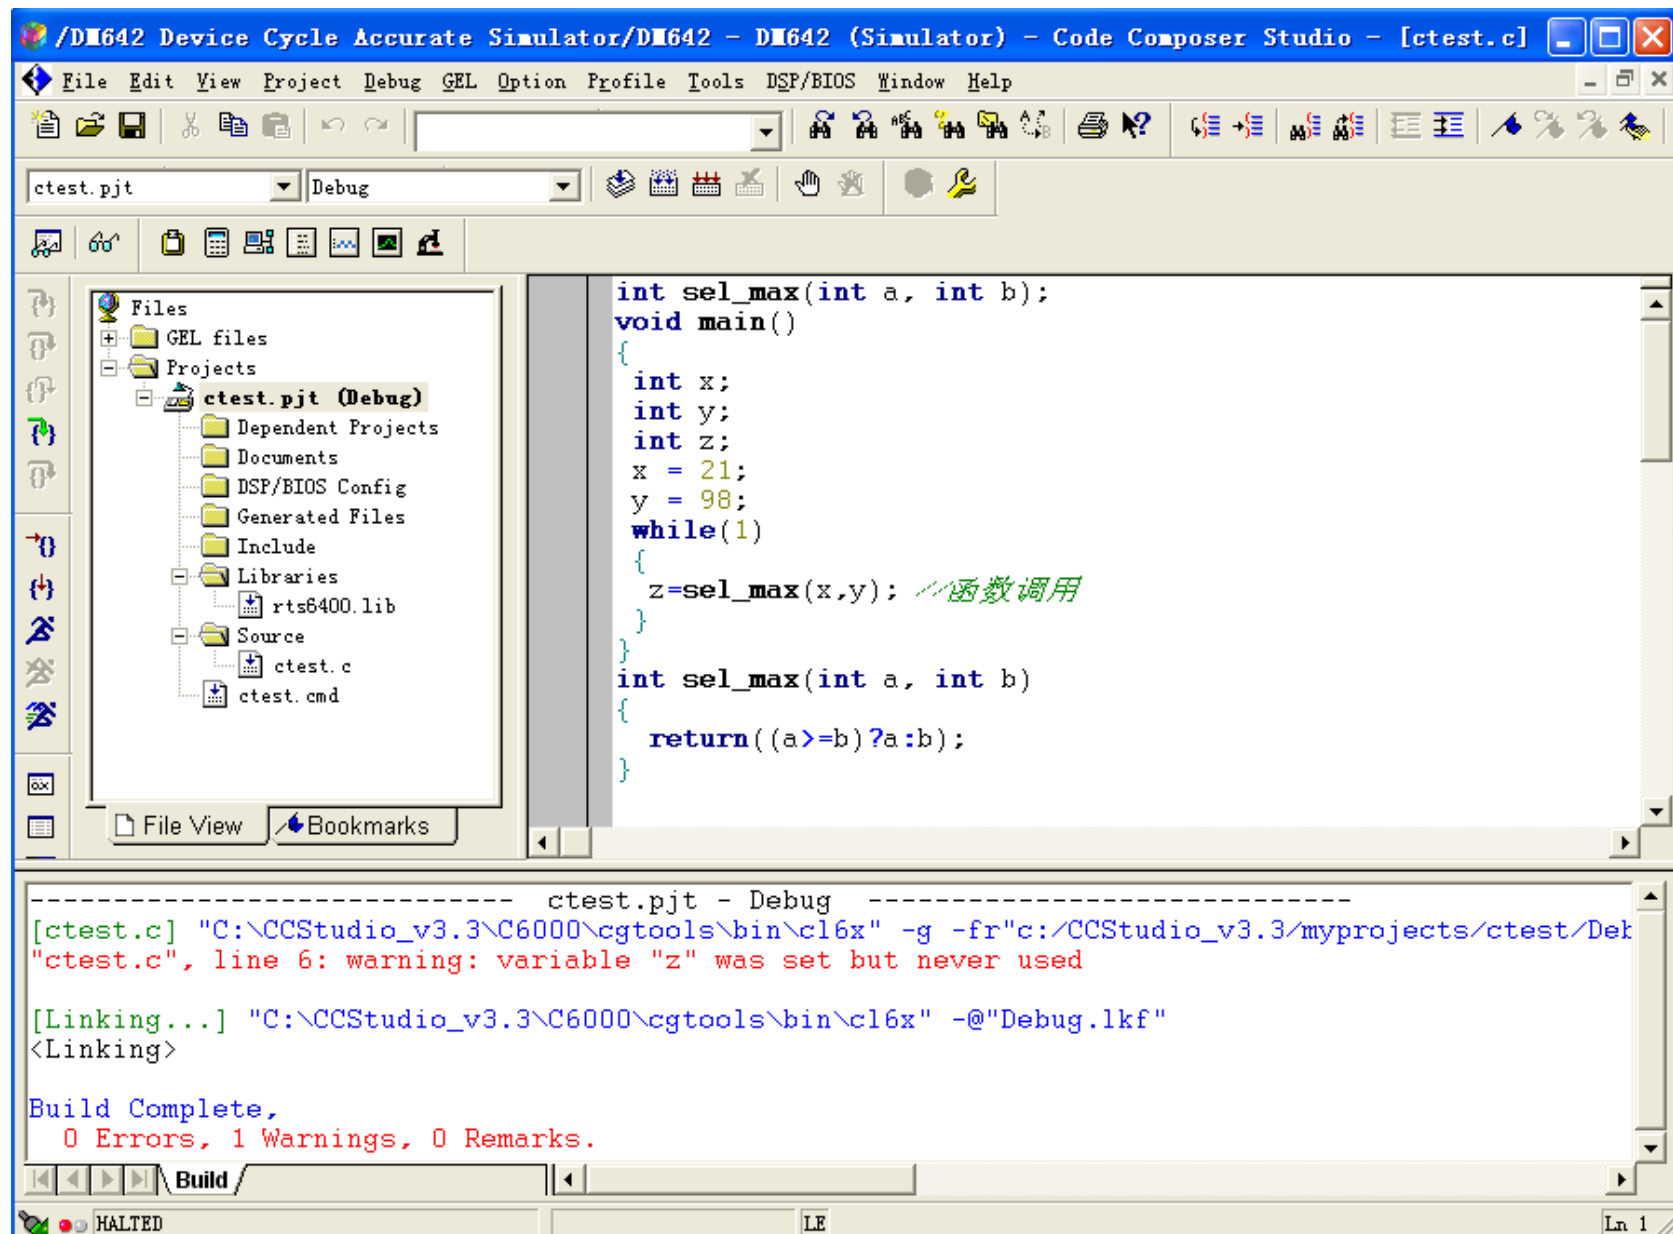 /DM642 Device Cycle Accurate Simulator/DM642 - DM642 (Simulator) - Code Composer Studio - [ctest.c]
File Edit View Project Debug GEL Option Profile Tools DSP/BIOS Window Help
ctest.pjt Debug
Files
GEL files
Projects
ctest.pjt (Debug)
Dependent Projects
Documents
DSP/BIOS Config
Generated Files
Include
Libraries
rts6400.lib
Source
ctest.c
ctest.cmd
File View Bookmarks
int sel_max(int a, int b);
void main()
{
int x;
int y;
int z;
x = 21;
y = 98;
while(1)
{
z=sel_max(x,y); //函数调用
}
}
int sel_max(int a, int b)
{
return((a>=b)?a:b);
}
---------------------------- ctest.pjt - Debug ----------------------------
[ctest.c] "C:\CCStudio_v3.3\C6000\cgtools\bin\cl6x" -g -fr"c:/CCStudio_v3.3/myprojects/ctest/Deb
"ctest.c", line 6: warning: variable "z" was set but never used
[Linking...] "C:\CCStudio_v3.3\C6000\cgtools\bin\cl6x" -@"Debug.lkf"
<Linking>
Build Complete,
0 Errors, 1 Warnings, 0 Remarks.
Build
HALTED LE Ln 1